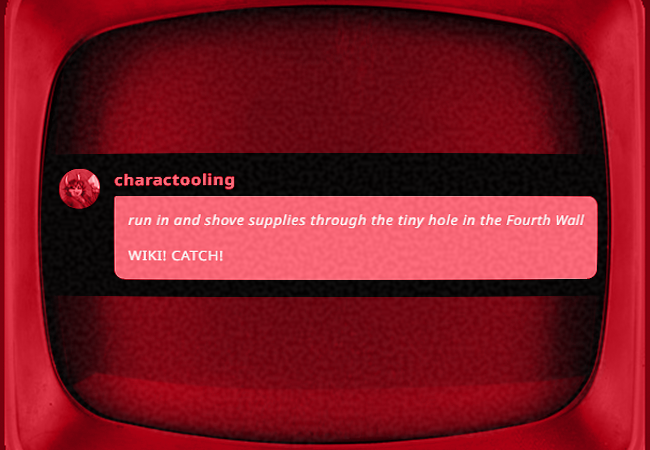 charactooling
run in and shove supplies through the tiny hole in the Fourth Wall
WIKI! CATCH!